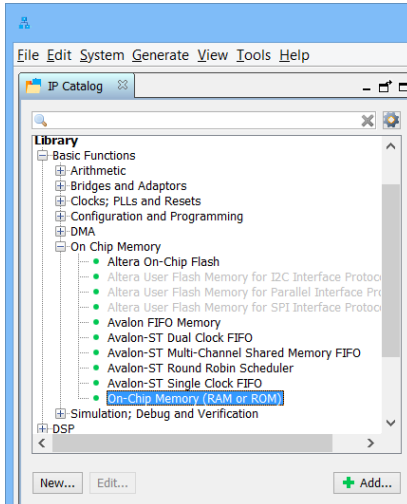 File Edit System Generate View Tools Help
IP Catalog
Library
Basic Functions
Arithmetic
Bridges and Adaptors
Clocks; PLLs and Resets
Configuration and Programming
DMA
On Chip Memory
Altera On-Chip Flash
Altera User Flash Memory for I2C Interface Protoc
Altera User Flash Memory for Parallel Interface Pr
Altera User Flash Memory for SPI Interface Protoc
Avalon FIFO Memory
Avalon-ST Dual Clock FIFO
Avalon-ST Multi-Channel Shared Memory FIFO
Avalon-ST Round Robin Scheduler
Avalon-ST Single Clock FIFO
On-Chip Memory (RAM or ROM)
Simulation; Debug and Verification
DSP
New... Edit... Add...